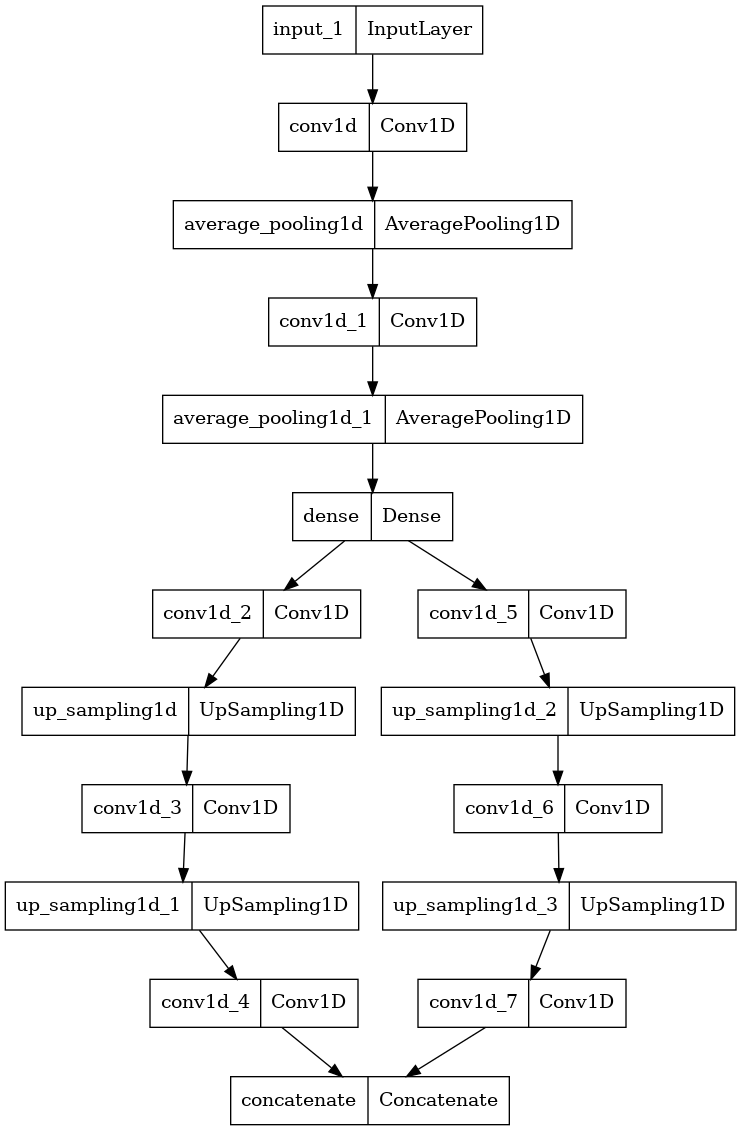 input_1 InputLayer
conv1d Conv1D
average_pooling1d AveragePooling1D
conv1d_1 Conv1D
average_pooling1d_1 AveragePooling1D
dense Dense
conv1d_2 Conv1D conv1d_5 Conv1D
up_sampling1d UpSampling1D up_sampling1d_2 UpSampling1D
conv1d_3 Conv1D conv1d_6 Conv1D
up_sampling1d_1 UpSampling1D up_sampling1d_3 UpSampling1D
conv1d_4 Conv1D conv1d_7 Conv1D
concatenate Concatenate